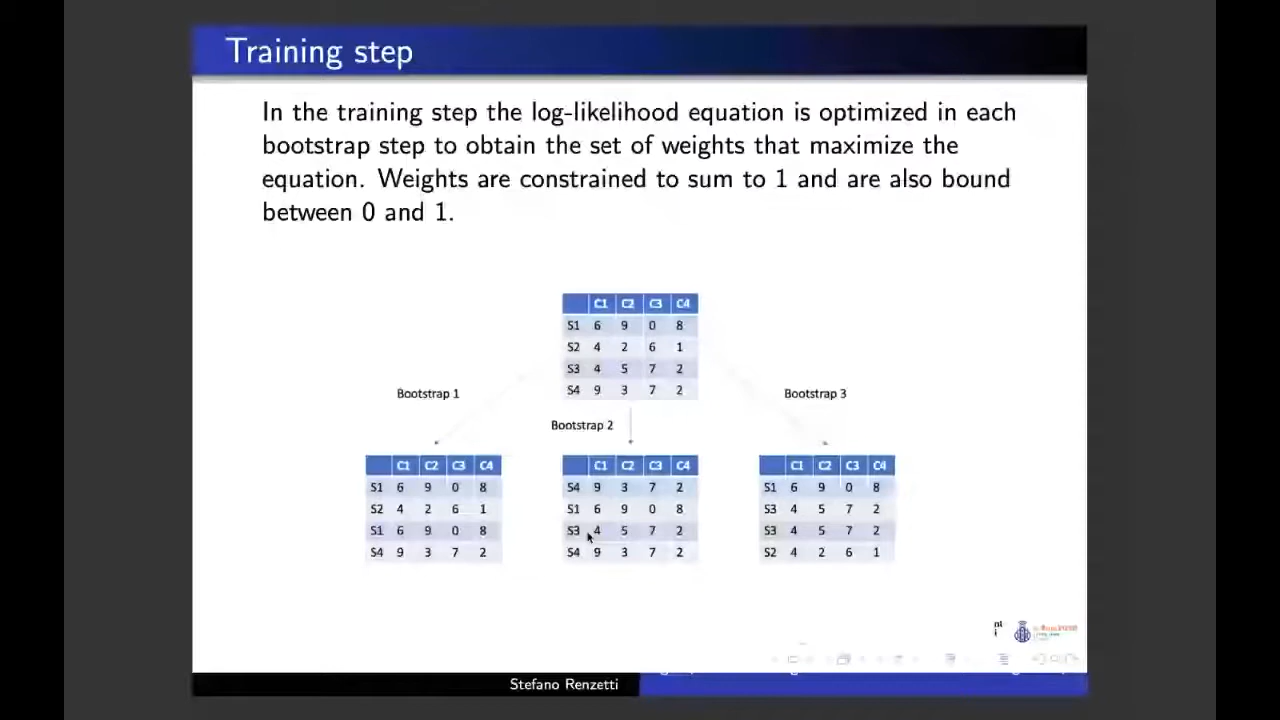 Training step
In the training step the log-likelihood equation is optimized in each
bootstrap step to obtain the set of weights that maximize the
equation. Weights are constrained to sum to 1 and are also bound
between 0 and 1.
C1 C2 C3 C4
S1 6 9 0 8
S2 4 2 6 1
S3 4 5 7 2
S4 9 3 7 2
Bootstrap 1
Bootstrap 2
Bootstrap 3
C1 C2 C3 C4
S1 6 9 0 8
S2 4 2 6 1
S1 6 9 0 8
S4 9 3 7 2
C1 C2 C3 C4
S4 9 3 7 2
S1 6 9 0 8
S3 4 5 7 2
S4 9 3 7 2
C1 C2 C3 C4
S1 6 9 0 8
S3 4 5 7 2
S3 4 5 7 2
S2 4 2 6 1
Stefano Renzetti